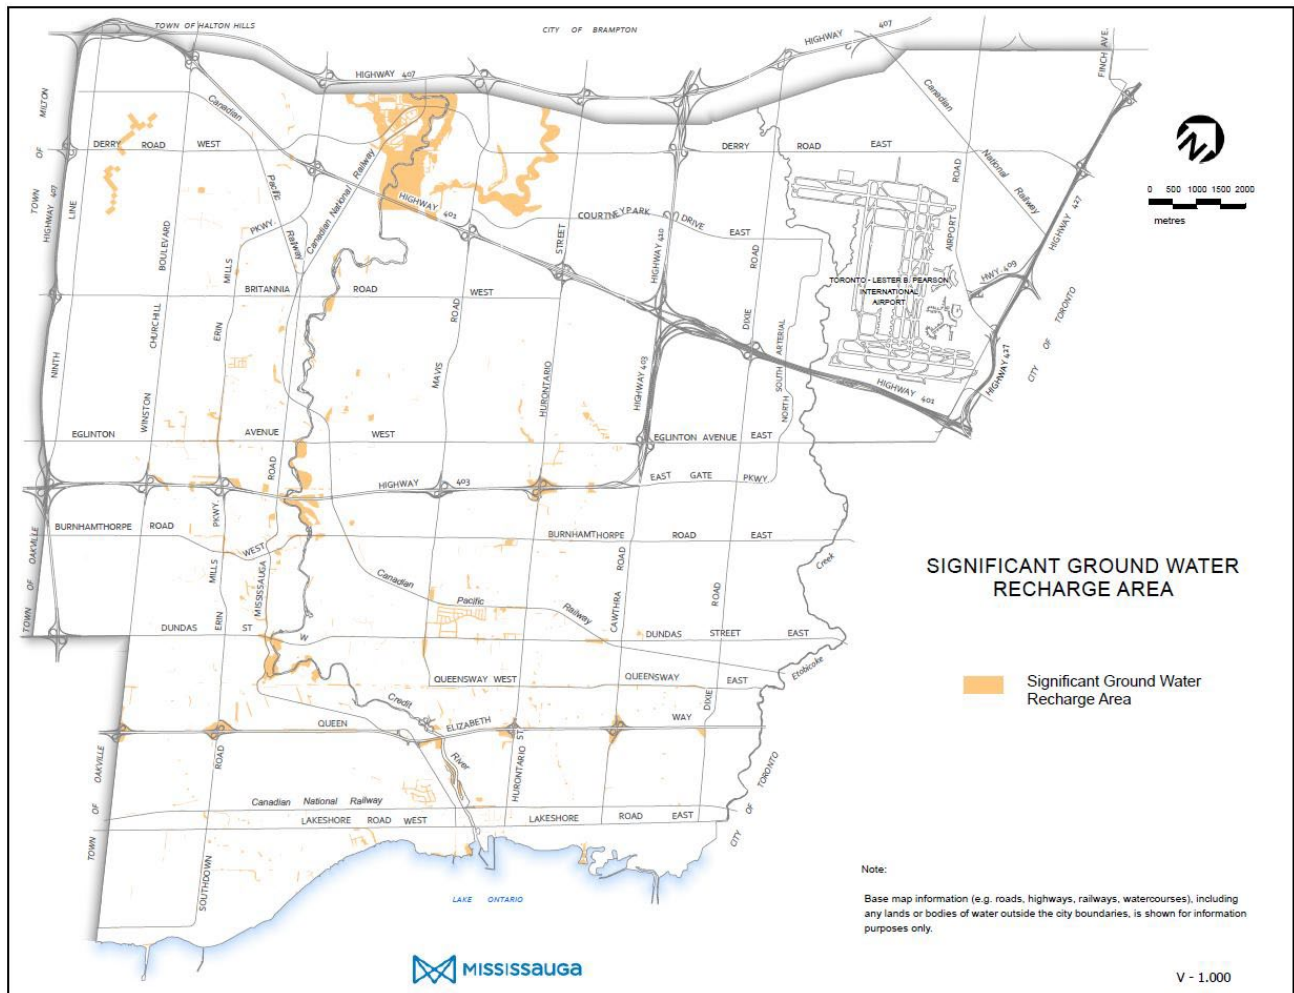 TOWN OF HALTON HILLS
CITY OF BRAMPTON
HIGHWAY 407
HIGHWAY 407
TOWN OF MILTON
HIGHWAY 407
NINTH LINE
Canadian Pacific Railway
DERRY ROAD WEST
DERRY ROAD EAST
Canadian National Railway
HIGHWAY 401
COURTNEYPARK DRIVE EAST
HIGHWAY 410
FINCH AVE.
Canadian National Railway
HIGHWAY 427
AIRPORT ROAD
HWY 409
TORONTO - LESTER B. PEARSON
INTERNATIONAL
AIRPORT
N
0 500 1000 1500 2000
metres
WINSTON CHURCHILL BOULEVARD
ERIN MILLS PKWY.
BRITANNIA ROAD WEST
MAVIS ROAD
HURONTARIO STREET
HIGHWAY 403
DIXIE ROAD
NORTH SOUTH ARTERIAL
HIGHWAY 401
HIGHWAY 427
CITY OF TORONTO
EGLINTON AVENUE WEST
EGLINTON AVENUE EAST
EAST GATE PKWY.
HIGHWAY 403
TOWN OF OAKVILLE
BURNHAMTHORPE ROAD WEST
BURNHAMTHORPE ROAD EAST
ERIN MILLS PKWY.
MISSISSAUGA ROAD
Canadian Pacific Railway
CAWTHRA ROAD
DIXIE ROAD
Etobicoke Creek
DUNDAS ST W
DUNDAS STREET EAST
QUEENSWAY WEST
QUEENSWAY EAST
Credit River
QUEEN ELIZABETH WAY
HURONTARIO ST.
TOWN OF OAKVILLE
SOUTHDOWN ROAD
Canadian National Railway
LAKESHORE ROAD WEST
LAKESHORE ROAD EAST
CITY OF TORONTO
LAKE ONTARIO
SIGNIFICANT GROUND WATER
RECHARGE AREA
Significant Ground Water
Recharge Area
Note:
Base map information (e.g. roads, highways, railways, watercourses), including
any lands or bodies of water outside the city boundaries, is shown for information
purposes only.
MISSISSAUGA
V - 1.000